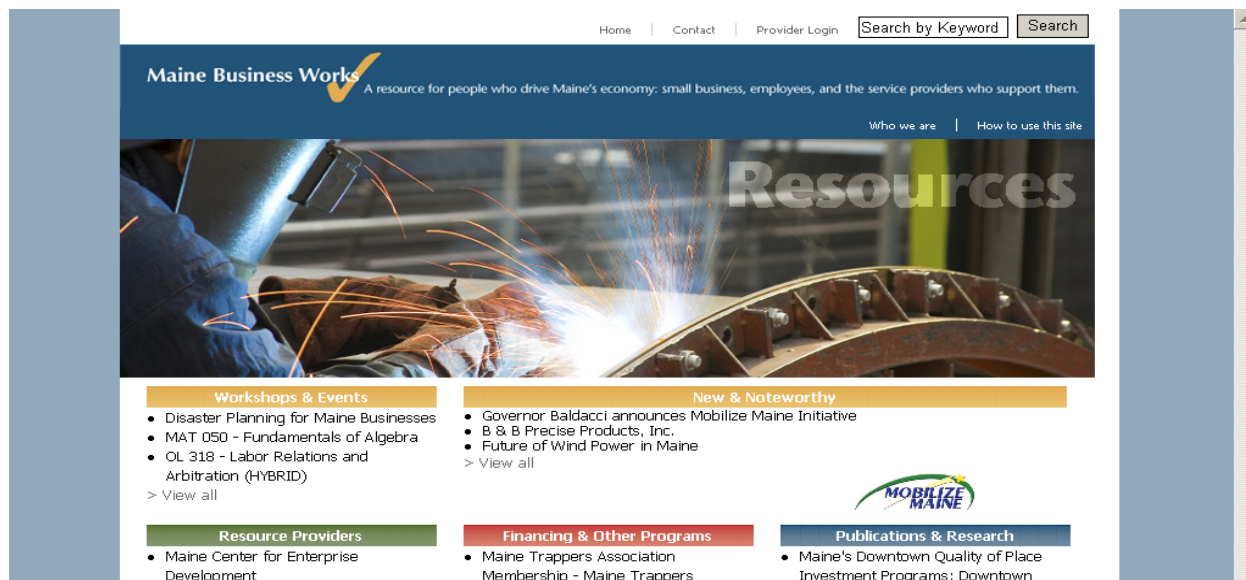 Home | Contact | Provider Login Search by Keyword Search
Maine Business Works
A resource for people who drive Maine's economy: small business, employees, and the service providers who support them.
Who we are | How to use this site
Resources
Workshops & Events
• Disaster Planning for Maine Businesses
• MAT 050 - Fundamentals of Algebra
• OL 318 - Labor Relations and
Arbitration (HYBRID)
> View all
New & Noteworthy
• Governor Baldacci announces Mobilize Maine Initiative
• B & B Precise Products, Inc.
• Future of Wind Power in Maine
> View all
MOBILIZE
MAINE
Resource Providers
• Maine Center for Enterprise
Development
Financing & Other Programs
• Maine Trappers Association
Membership - Maine Trappers
Publications & Research
• Maine's Downtown Quality of Place
Investment Programs: Downtown